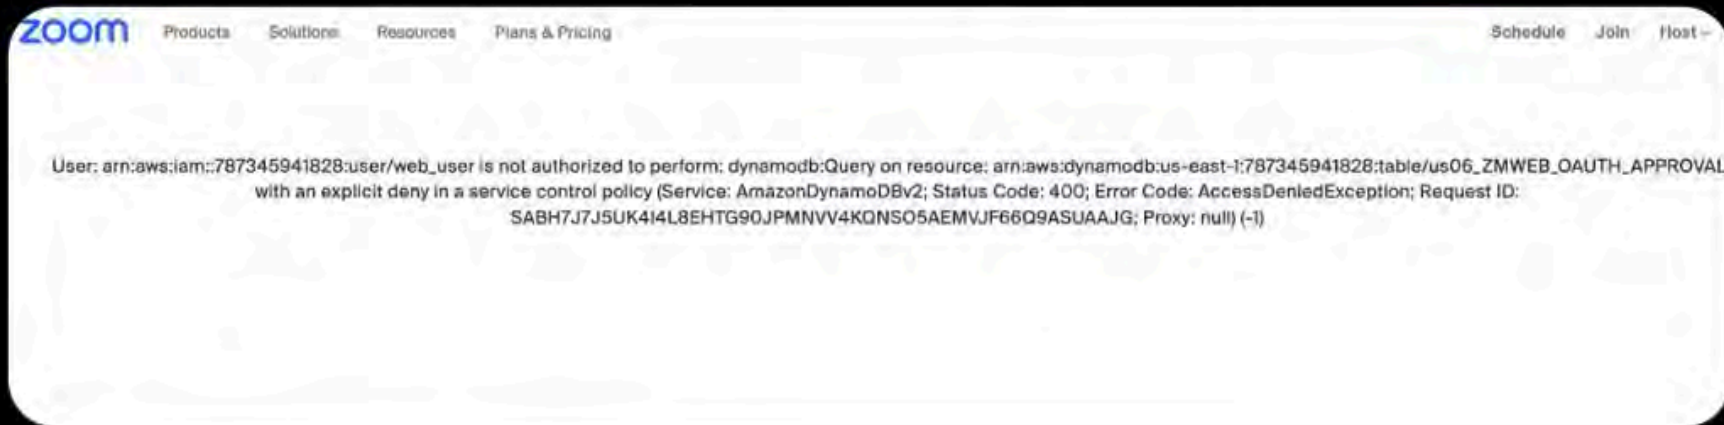 zoom Products Solutions Resources Plans & Pricing Schedule Join Host
User: arn:aws:iam::787345941828:user/web_user is not authorized to perform: dynamodb:Query on resource: arn:aws:dynamodb:us-east-1:787345941828:table/us06_ZMWEB_OAUTH_APPROVAL
with an explicit deny in a service control policy (Service: AmazonDynamoDBv2; Status Code: 400; Error Code: AccessDeniedException; Request ID:
SABH7J7J5UK4I4L8EHTG90JPMNVV4KQNSO5AEMVJF66Q9ASUAAJG; Proxy: null) (-1)